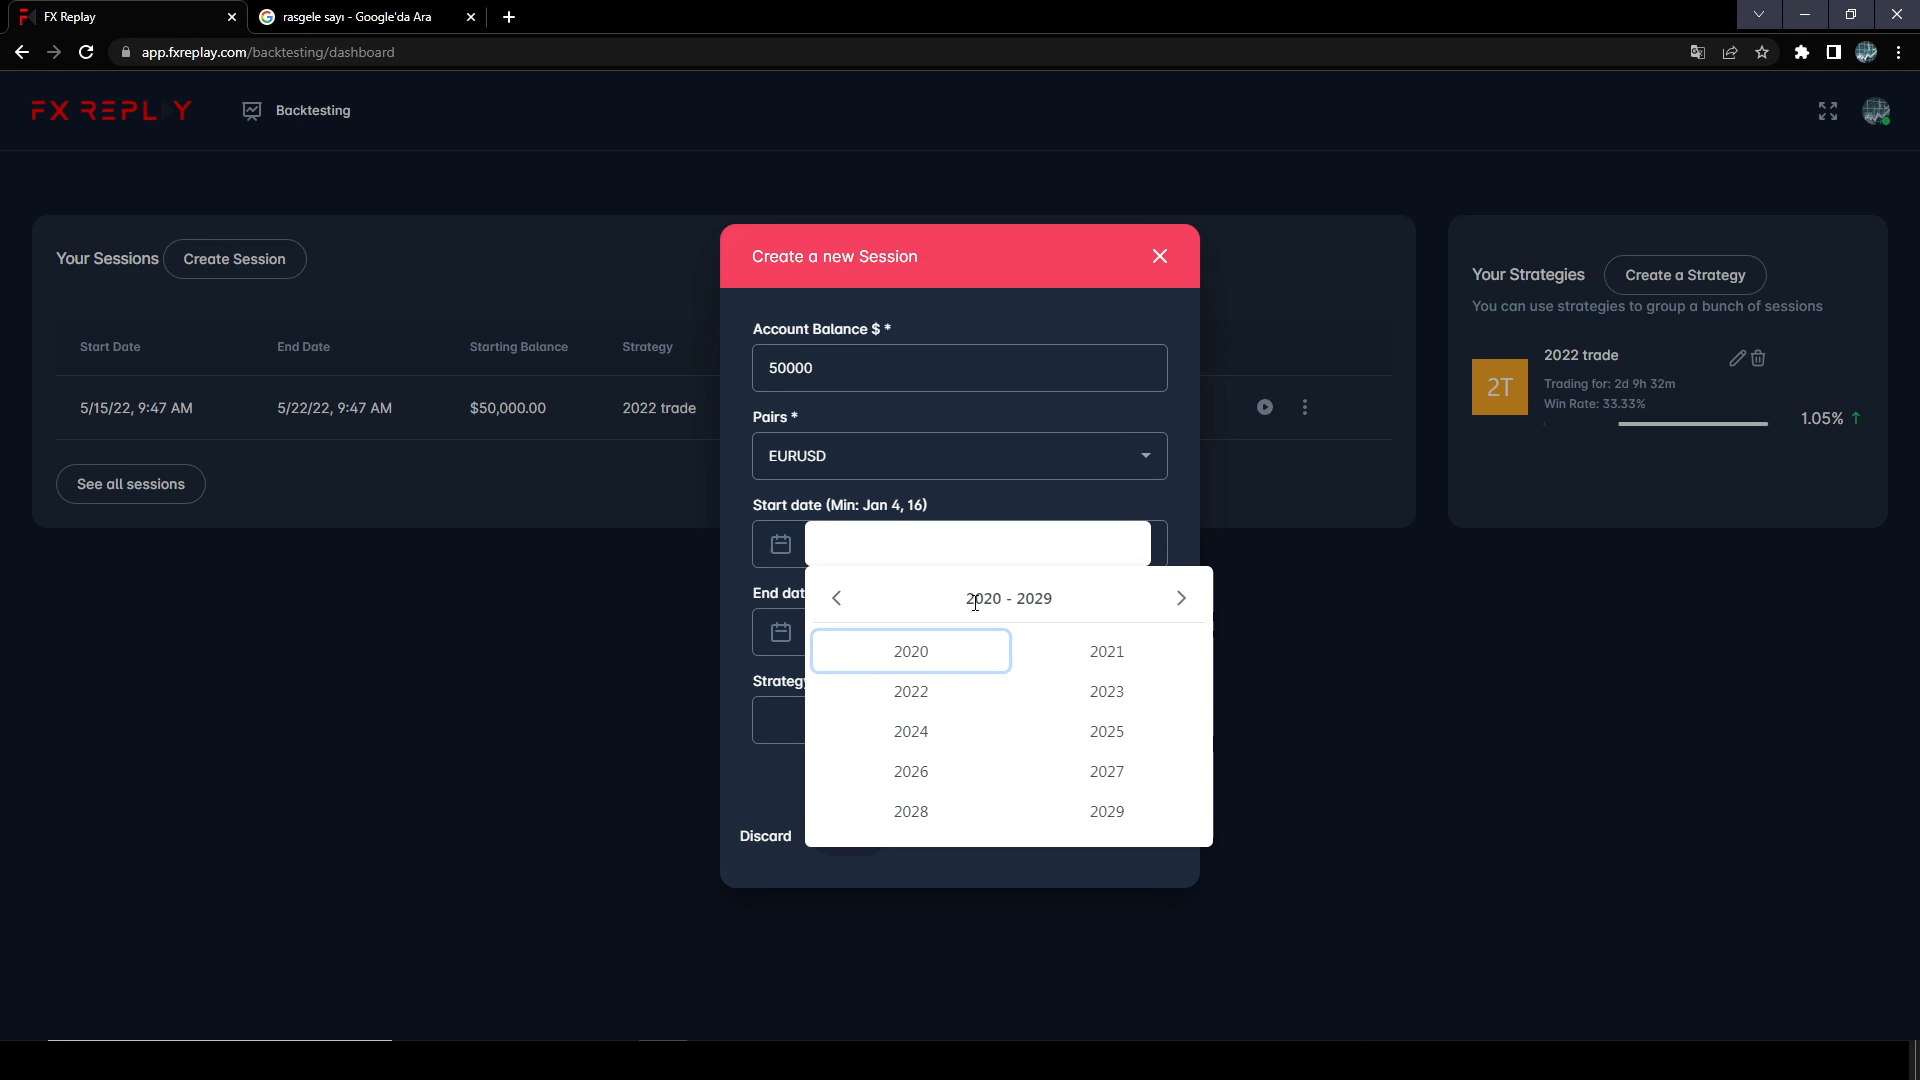 FX Replay
rasgele sayı - Google'da Ara
app.fxreplay.com/backtesting/dashboard
FX REPLAY
Backtesting
Your Sessions
Create Session
Start Date
End Date
Starting Balance
Strategy
5/15/22, 9:47 AM
5/22/22, 9:47 AM
$50,000.00
2022 trade
See all sessions
Create a new Session
Account Balance $ *
50000
Pairs *
EURUSD
Start date (Min: Jan 4, 16)
End dat
Strategy
2020 - 2029
2020
2021
2022
2023
2024
2025
2026
2027
2028
2029
Discard
Your Strategies
Create a Strategy
You can use strategies to group a bunch of sessions
2T
2022 trade
Trading for: 2d 9h 32m
Win Rate: 33.33%
1.05% ↑